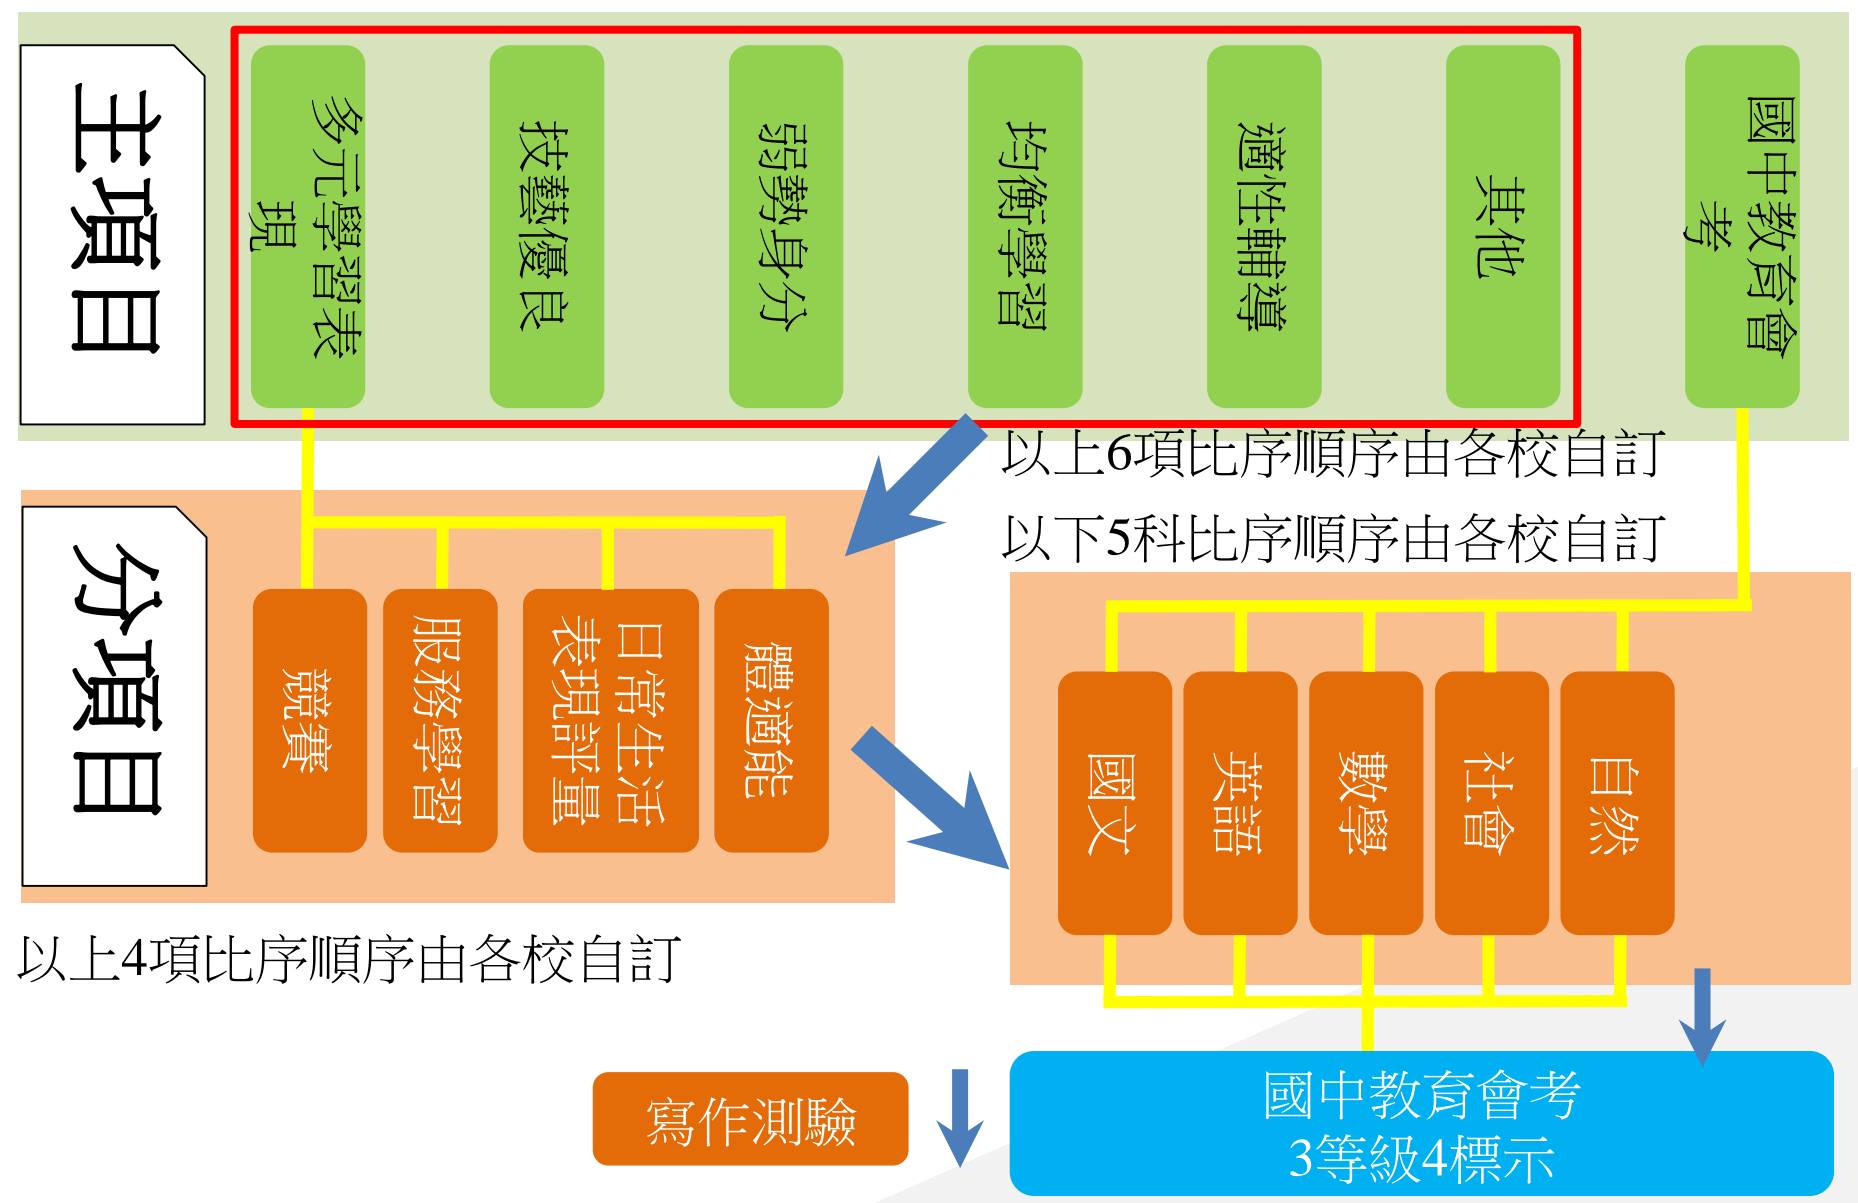 主項目
多元學習表
現
技藝優良
弱勢身分
均衡學習
適性輔導
其他
國中教育會
考
以上6項比序順序由各校自訂
以下5科比序順序由各校自訂
分項目
競賽
服務學習
日常生活
表現評量
體適能
國文
英語
數學
社會
自然
以上4項比序順序由各校自訂
寫作測驗
國中教育會考
3等級4標示